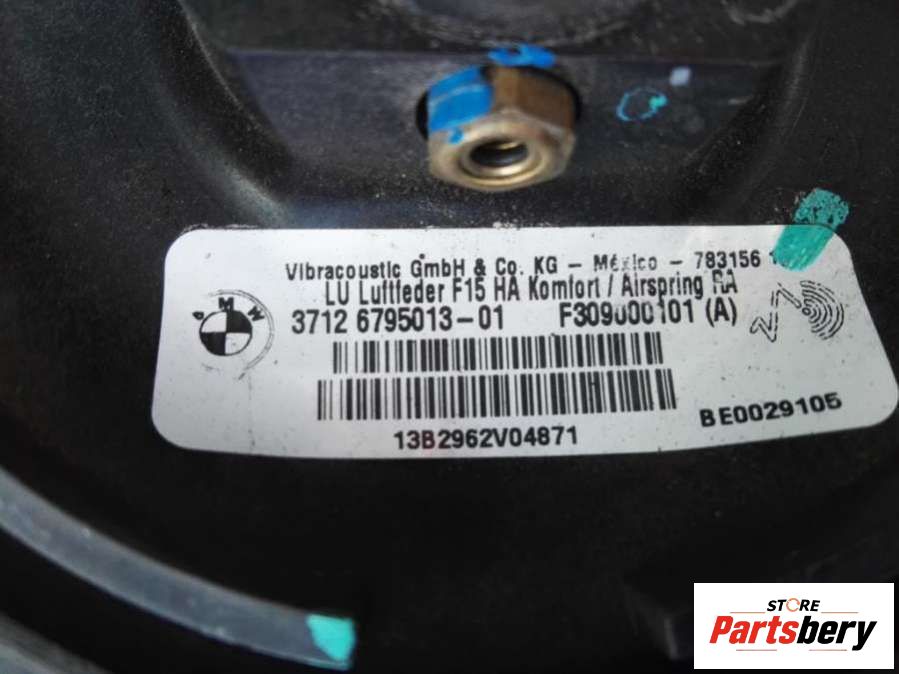 Vibracoustic GmbH & Co. KG – México – 783156
LU Luftfeder F15 HA Komfort / Airspring RA
3712 6795013-01 F309000101 (A)
BMW
13B2962V04871
BE0029105
STORE
Partsbery